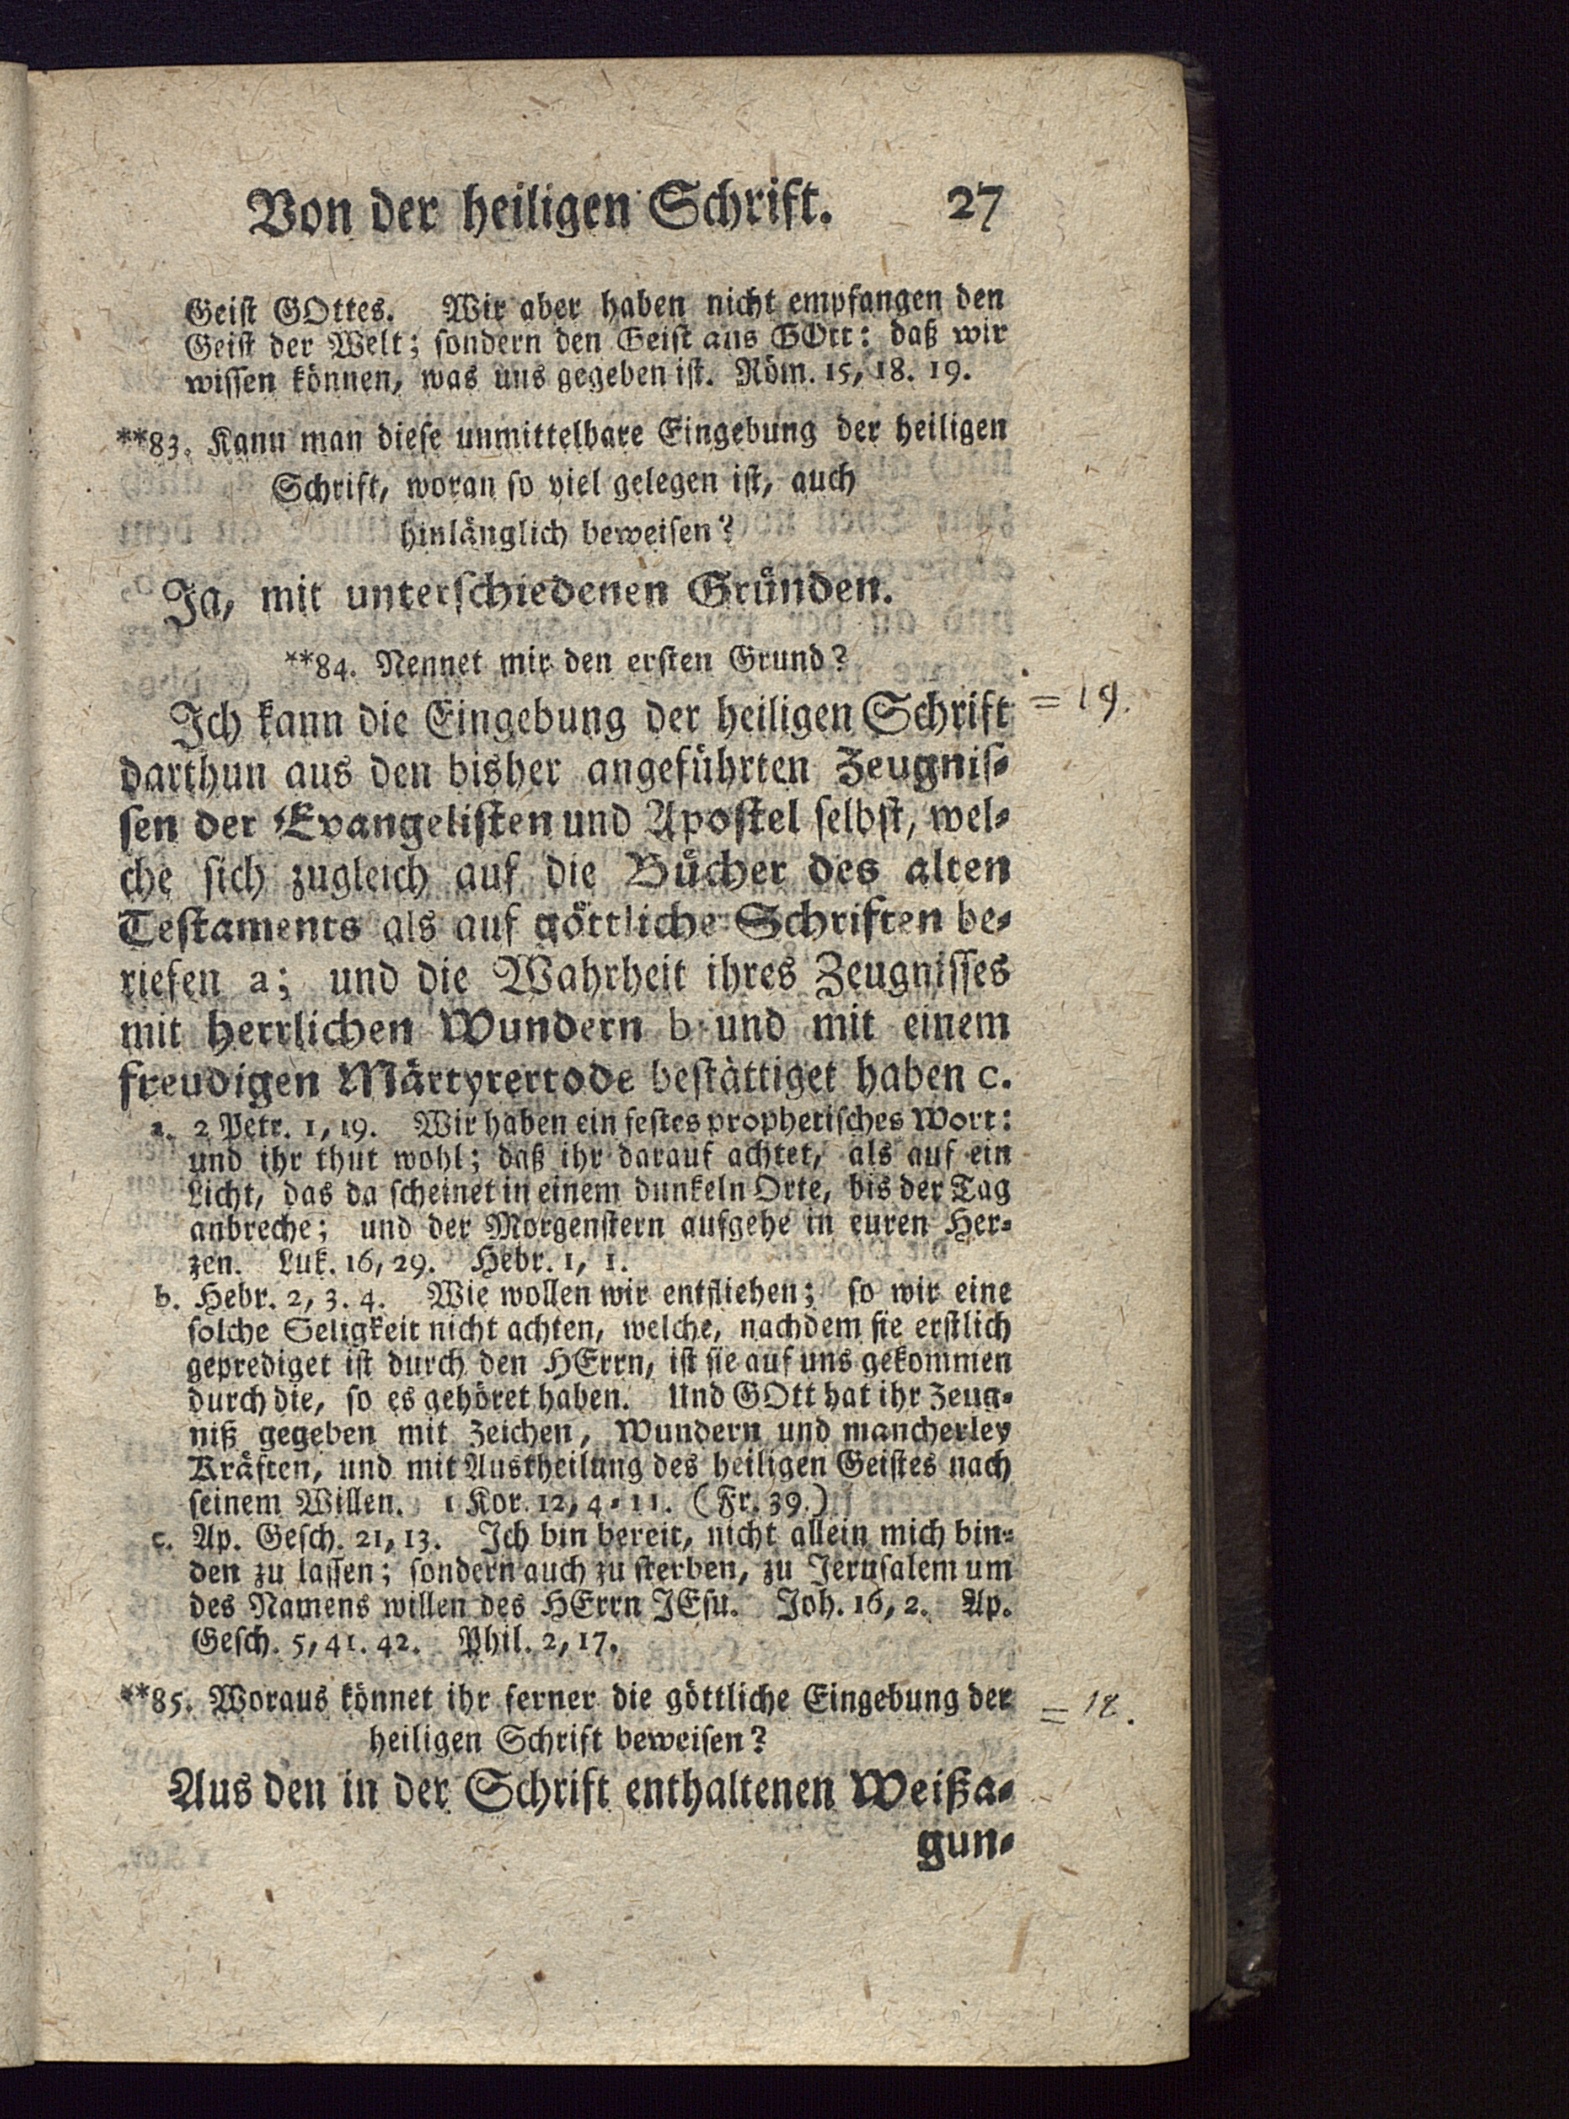 Von der heiligen Schrift. 27
Geist GOttes. Wir aber haben nicht empfangen den
Geist der Welt; sondern den Geist aus GOtt: daß wir
wissen können, was uns gegeben ist. Röm. 15, 18. 19.
**83. Kann man diese unmittelbare Eingebung der heiligen
Schrift, woran so viel gelegen ist, auch
hinlänglich beweisen?
Ja, mit unterschiedenen Gründen.
**84. Nennet mir den ersten Grund?
Ich kann die Eingebung der heiligen Schrift = 19.
darthun aus den bisher angeführten Zeugnis-
sen der Evangelisten und Apostel selbst, wel-
che sich zugleich auf die Bücher des alten
Testaments als auf göttliche Schriften be-
riefen a; und die Wahrheit ihres Zeugnisses
mit herrlichen Wundern b und mit einem
freudigen Märtyrertode bestättiget haben c.
a. 2 Petr. 1, 19. Wir haben ein festes prophetisches Wort:
und ihr thut wohl; daß ihr darauf achtet, als auf ein
Licht, das da scheinet in einem dunkeln Orte, bis der Tag
anbreche; und der Morgenstern aufgehe in euren Her-
zen. Luk. 16, 29. Hebr. 1, 1.
b. Hebr. 2, 3. 4. Wie wollen wir entfliehen; so wir eine
solche Seligkeit nicht achten, welche, nachdem sie erstlich
geprediget ist durch den HErrn, ist sie auf uns gekommen
durch die, so es gehöret haben. Und GOtt hat ihr Zeug-
niß gegeben mit Zeichen, Wundern und mancherley
Kräften, und mit Austheilung des heiligen Geistes nach
seinem Willen. 1 Kor. 12, 4-11. (Fr. 39.)
c. Ap. Gesch. 21, 13. Ich bin bereit, nicht allein mich bin-
den zu lassen; sondern auch zu sterben, zu Jerusalem um
des Namens willen des HErrn JEsu. Joh. 16, 2. Ap.
Gesch. 5, 41. 42. Phil. 2, 17.
**85. Woraus könnet ihr ferner die göttliche Eingebung der = 18.
heiligen Schrift beweisen?
Aus den in der Schrift enthaltenen Weißa-
gun-